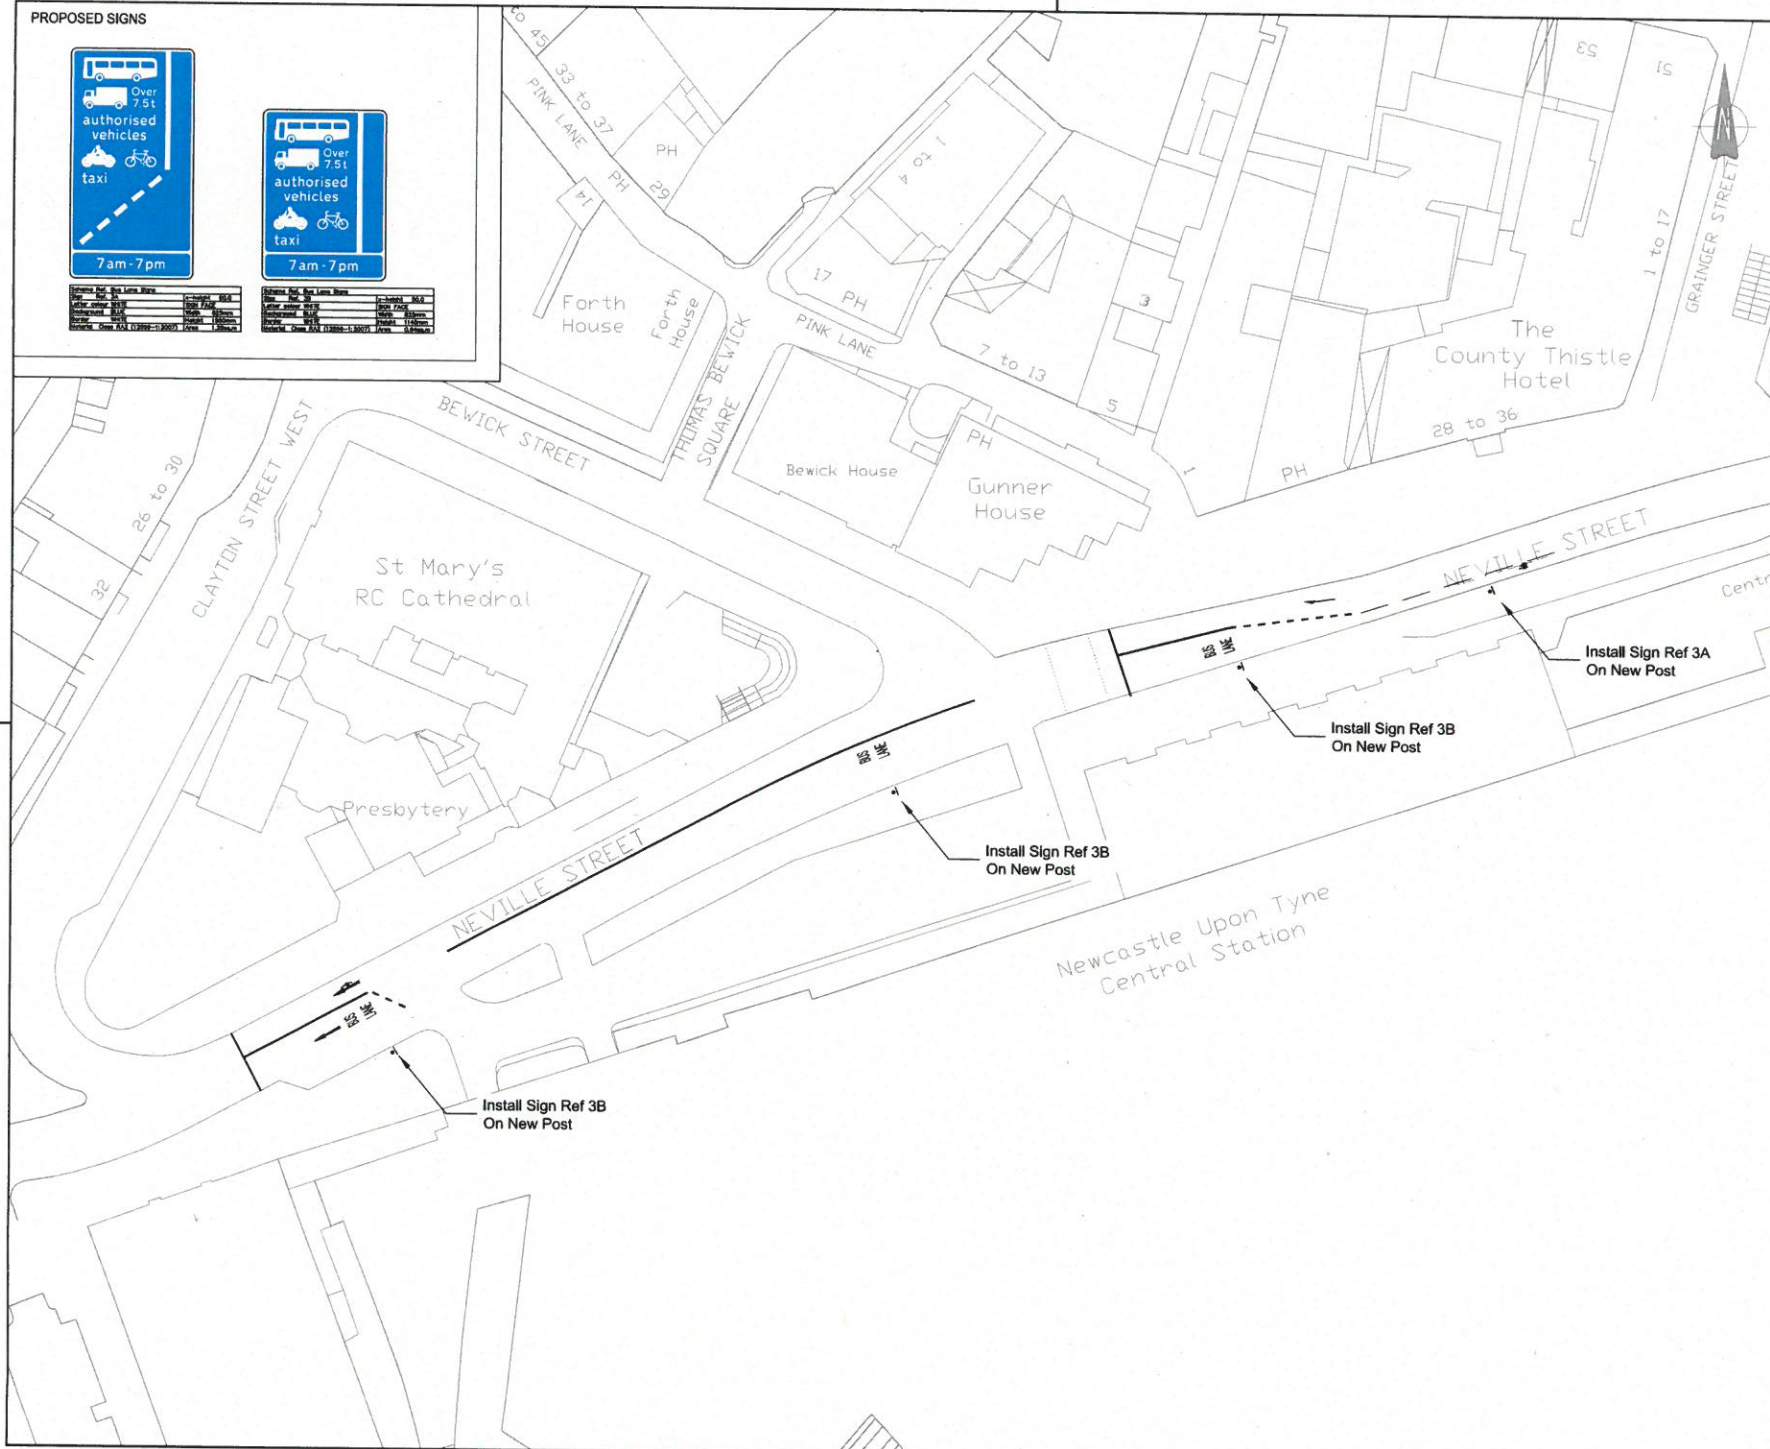 PROPOSED SIGNS
Over
7.5t
authorised
vehicles
taxi
7am-7pm
Over
7.5t
authorised
vehicles
taxi
7am-7pm
to 45
33 to 37
PINK LANE
PH
PH
29
14
1 to 4
17
PH
PINK LANE
Forth
House
Forth
House
THOMAS BEWICK
SQUARE
BEWICK STREET
CLAYTON STREET WEST
26 to 30
32
7 to 13
3
5
1
PH
53
51
N
1 to 17
GRAINGER STREET
The
County Thistle
Hotel
28 to 36
PH
Bewick House
Gunner
House
St Mary's
RC Cathedral
Presbytery
NEVILLE STREET
Centr
BUS
LANE
Install Sign Ref 3A
On New Post
Install Sign Ref 3B
On New Post
BUS
LANE
Install Sign Ref 3B
On New Post
NEVILLE STREET
Newcastle Upon Tyne
Central Station
BUS
LANE
Install Sign Ref 3B
On New Post